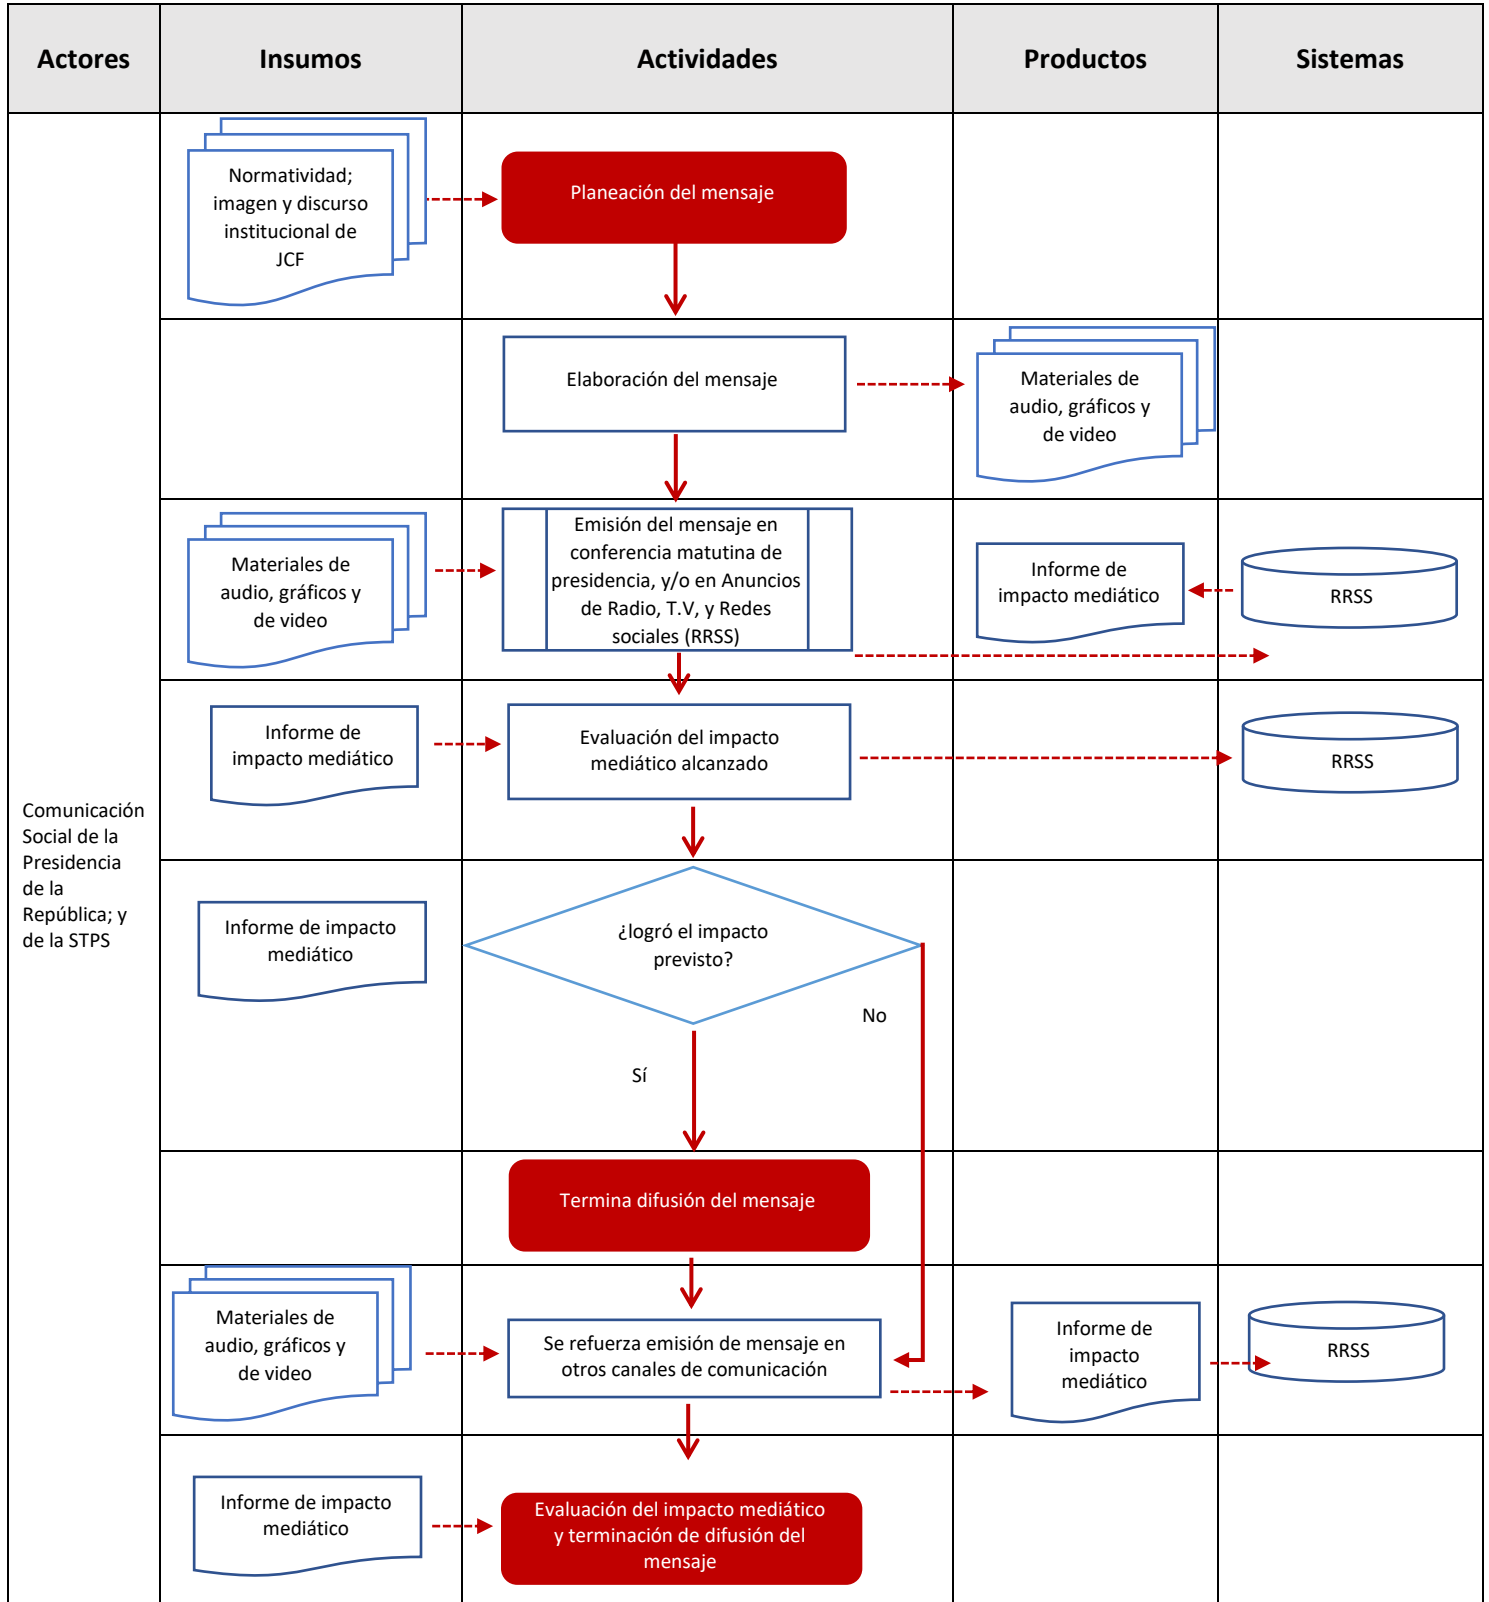 Actores
Insumos
Actividades
Productos
Sistemas
Comunicación
Social de la
Presidencia
de la
República; y
de la STPS
Normatividad;
imagen y discurso
institucional de
JCF
Planeación del mensaje
Elaboración del mensaje
Materiales de
audio, gráficos y
de video
Materiales de
audio, gráficos y
de video
Emisión del mensaje en
conferencia matutina de
presidencia, y/o en Anuncios
de Radio, T.V, y Redes
sociales (RRSS)
Informe de
impacto mediático
RRSS
Informe de
impacto mediático
Evaluación del impacto
mediático alcanzado
RRSS
Informe de impacto
mediático
¿logró el impacto
previsto?
No
Sí
Termina difusión del mensaje
Materiales de
audio, gráficos y
de video
Se refuerza emisión de mensaje en
otros canales de comunicación
Informe de
impacto
mediático
RRSS
Informe de impacto
mediático
Evaluación del impacto mediático
y terminación de difusión del
mensaje